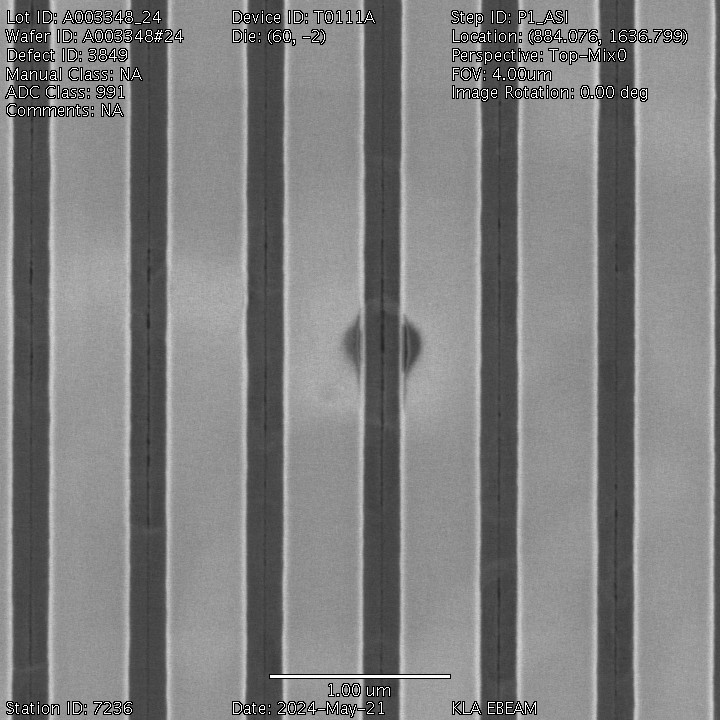 Lot ID: A003348_24
Wafer ID: A003348#24
Defect ID: 3849
Manual Class: NA
ADC Class: 991
Comments: NA
Device ID: T0111A
Die: (60, -2)
Step ID: P1_ASI
Location: (884.076, 1636.799)
Perspective: Top-Mix0
FOV: 4.00um
Image Rotation: 0.00 deg
1.00 um
Station ID: 7236
Date: 2024-May-21
KLA EBEAM